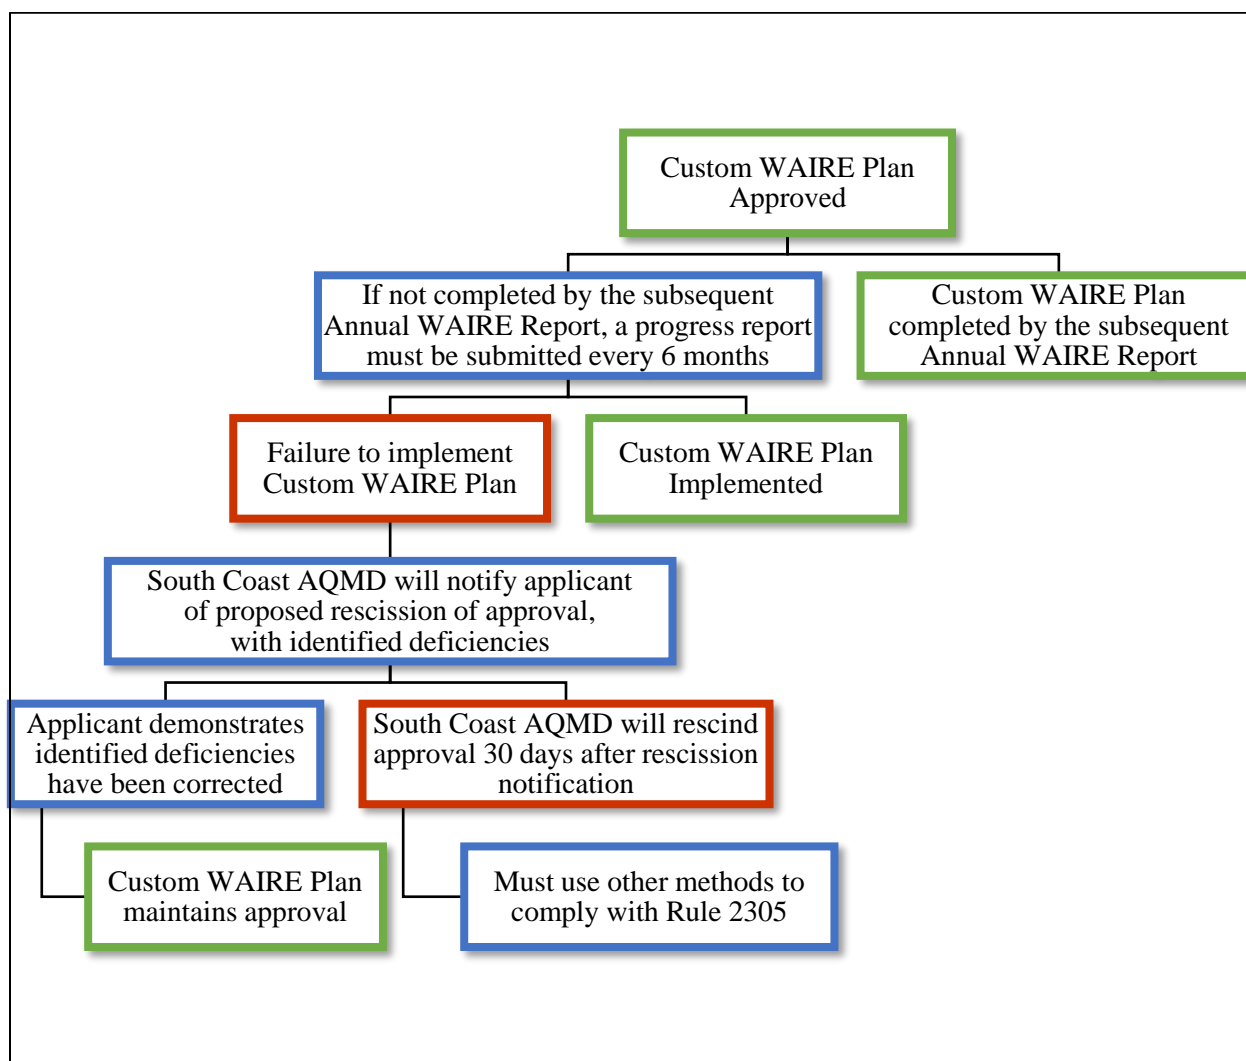 Custom WAIRE Plan
Approved
If not completed by the subsequent
Annual WAIRE Report, a progress report
must be submitted every 6 months
Custom WAIRE Plan
completed by the subsequent
Annual WAIRE Report
Failure to implement
Custom WAIRE Plan
Custom WAIRE Plan
Implemented
South Coast AQMD will notify applicant
of proposed rescission of approval,
with identified deficiencies
Applicant demonstrates
identified deficiencies
have been corrected
South Coast AQMD will rescind
approval 30 days after rescission
notification
Custom WAIRE Plan
maintains approval
Must use other methods to
comply with Rule 2305